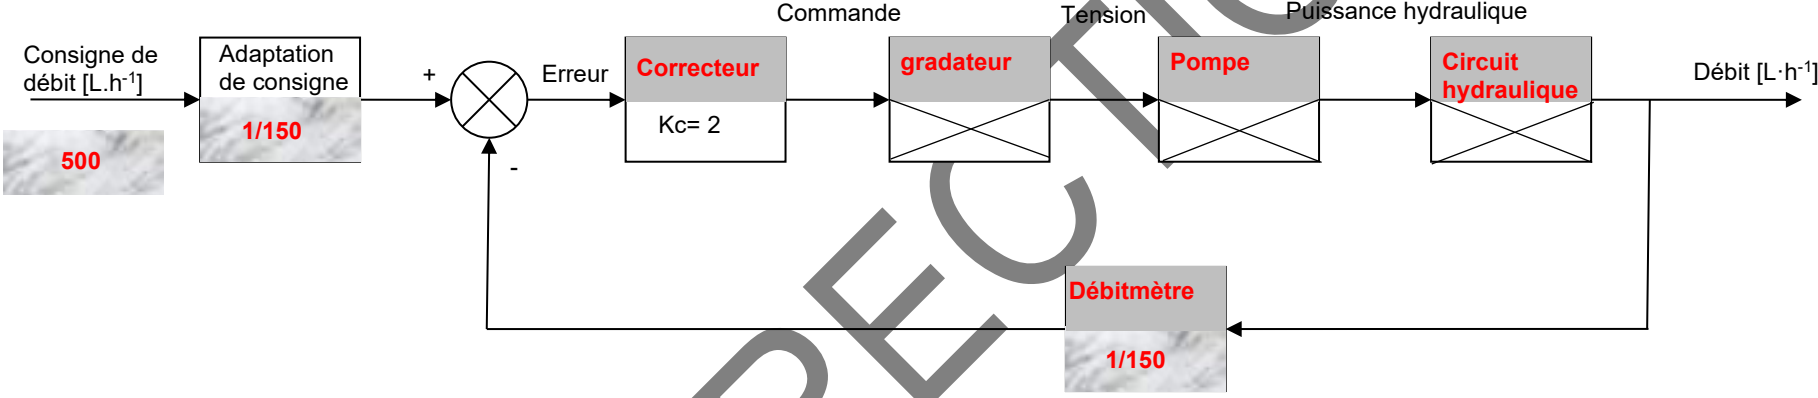 Commande
Tension
Puissance hydraulique
Consigne de
débit [L.h⁻¹]
500
Adaptation
de consigne
1/150
+
-
Erreur
Correcteur
Kc= 2
gradateur
Pompe
Circuit
hydraulique
Débit [L·h⁻¹]
Débitmètre
1/150
PECTIO